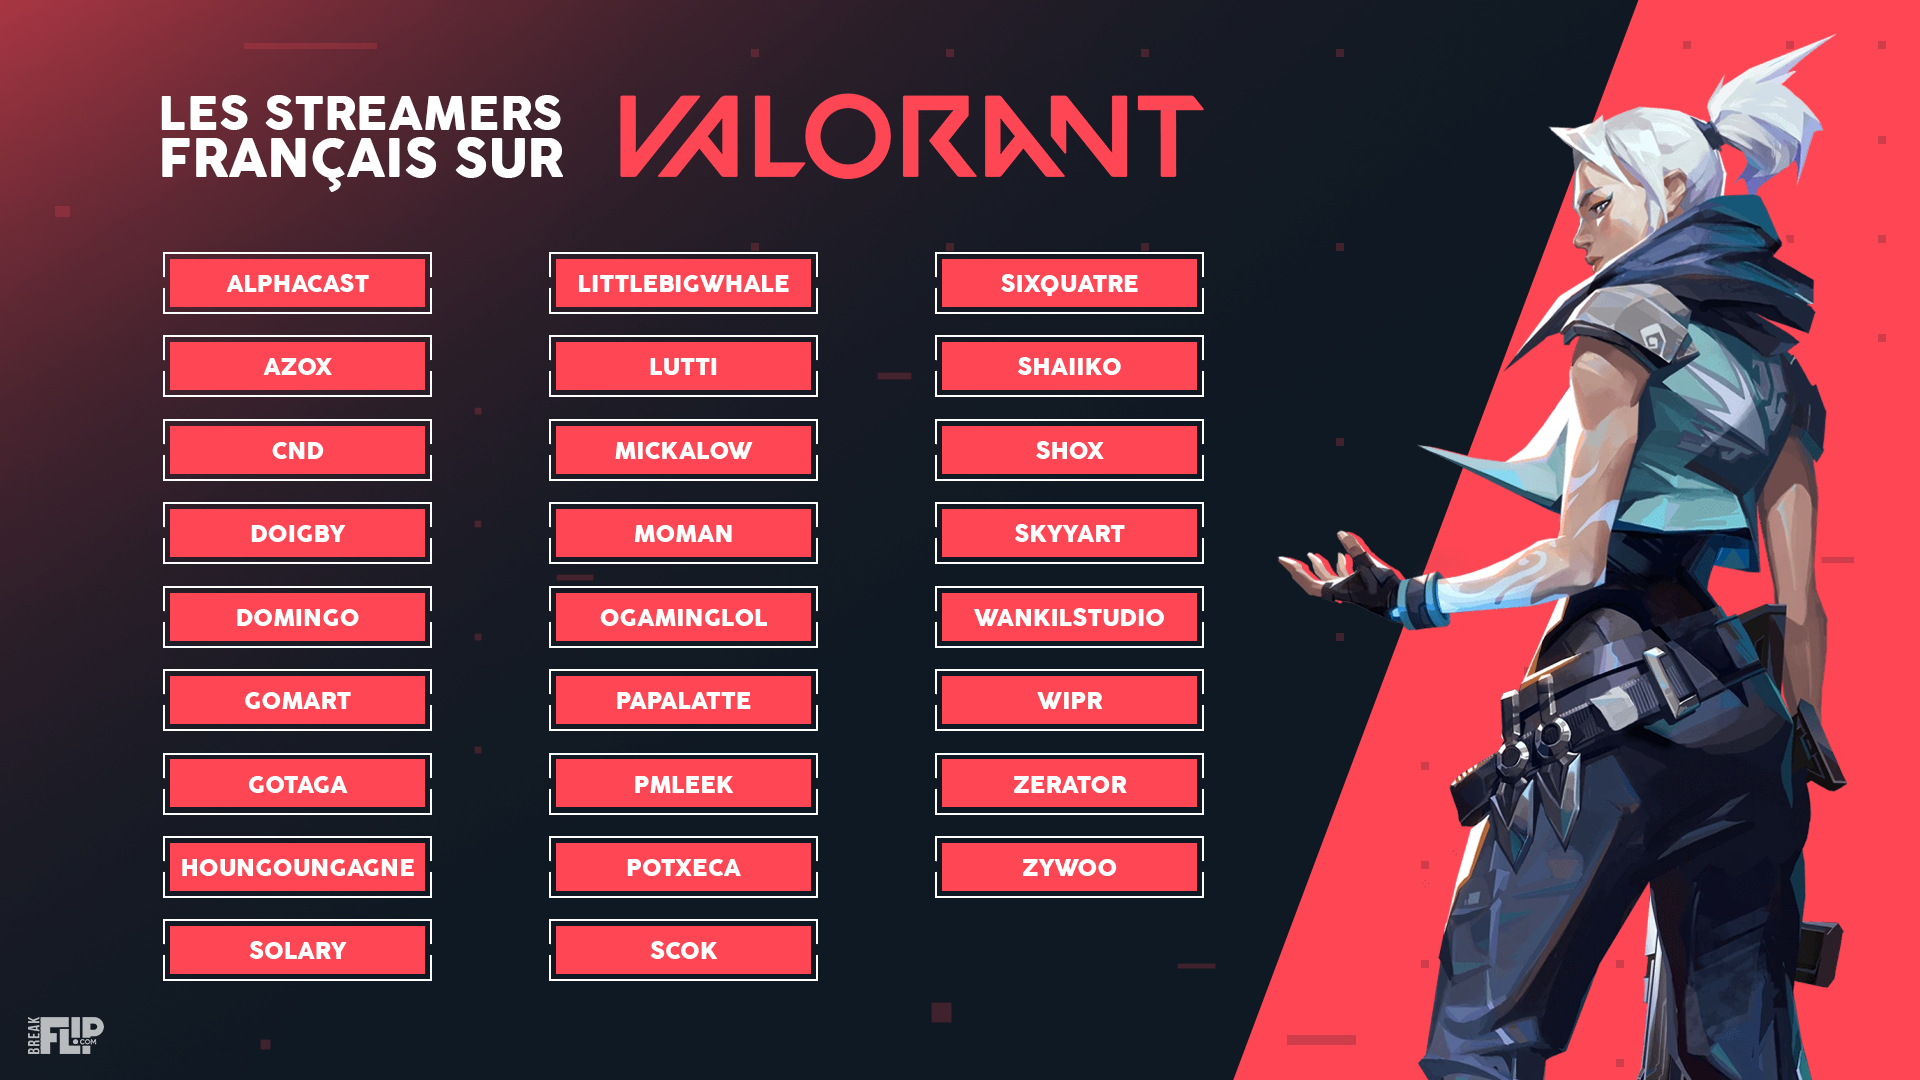 LES STREAMERS
FRANÇAIS SUR
VALORANT
ALPHACAST
AZOX
CND
DOIGBY
DOMINGO
GOMART
GOTAGA
HOUNGOUNGAGNE
SOLARY
LITTLEBIGWHALE
LUTTI
MICKALOW
MOMAN
OGAMINGLOL
PAPALATTE
PMLEEK
POTXECA
SCOK
SIXQUATRE
SHAIIKO
SHOX
SKYYART
WANKILSTUDIO
WIPR
ZERATOR
ZYWOO
BREAK
FLIP
.COM